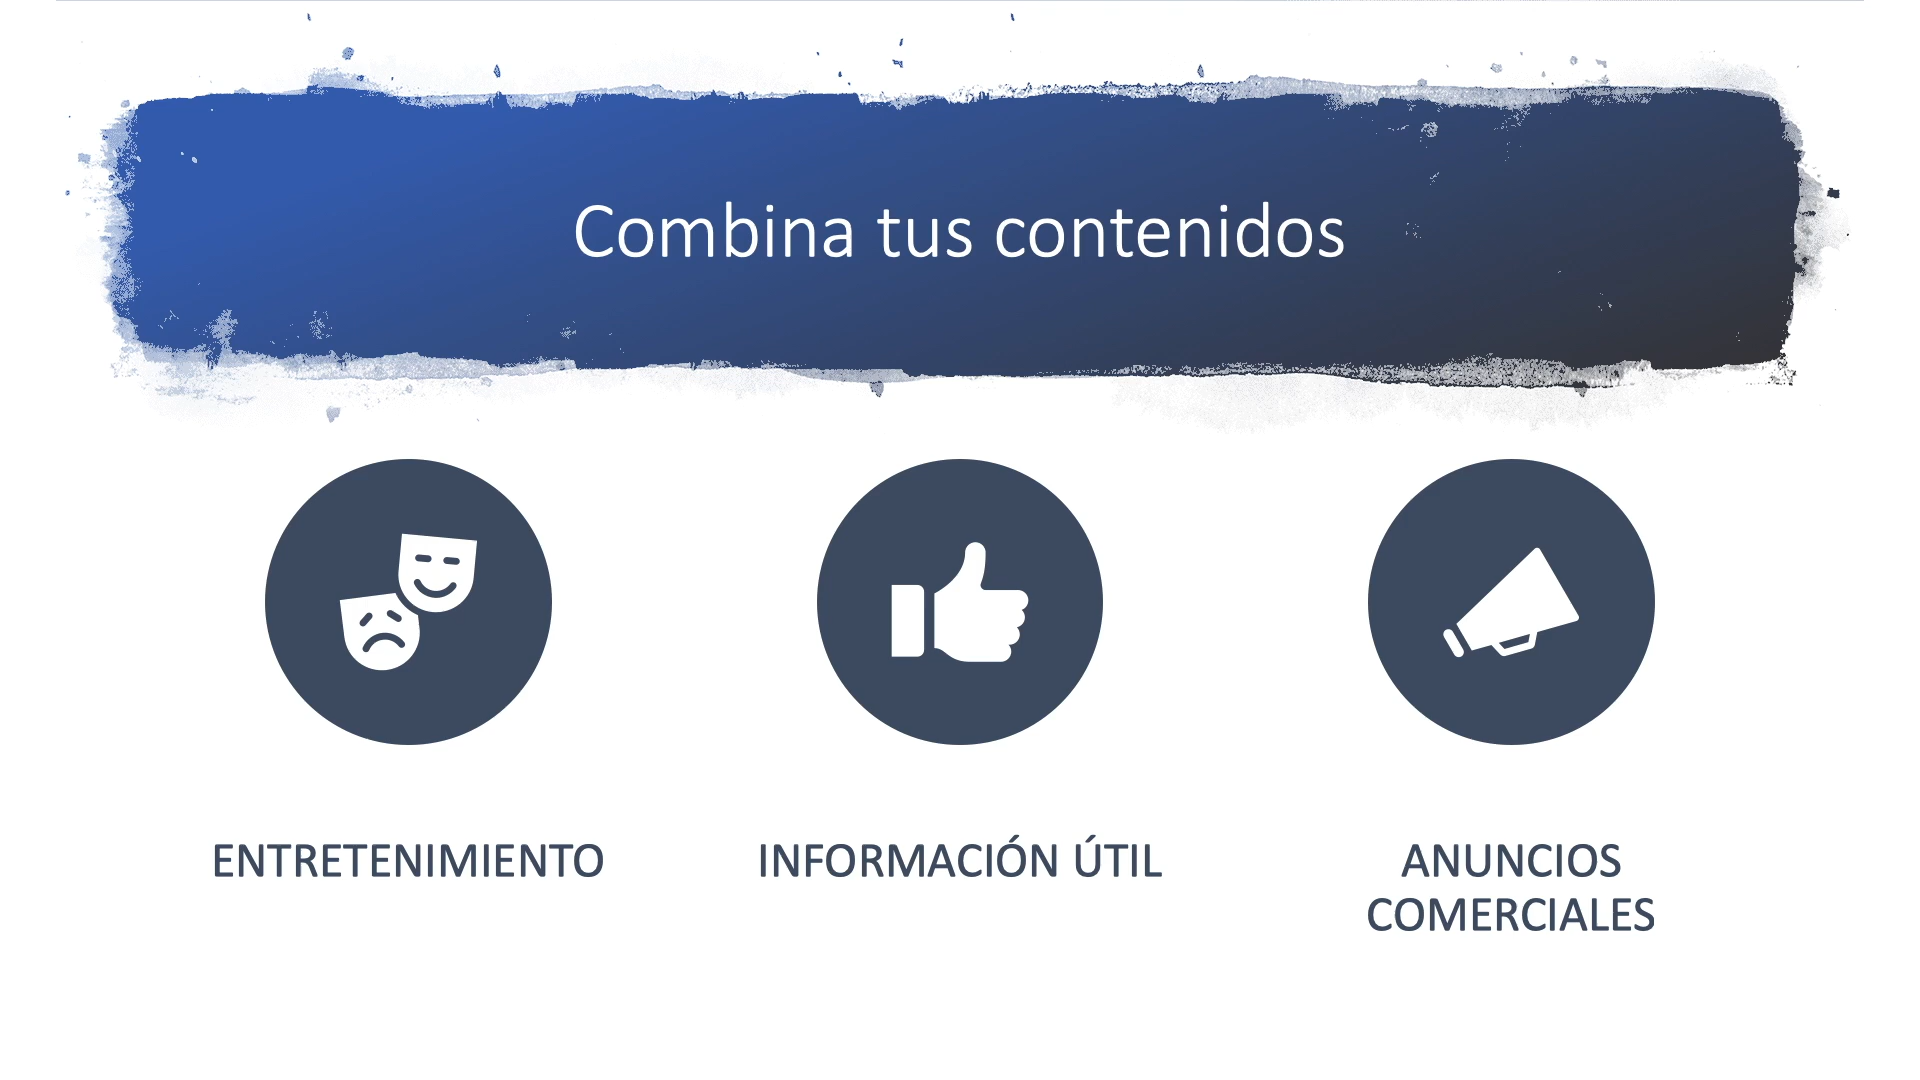 Combina tus contenidos
ENTRETENIMIENTO
INFORMACIÓN ÚTIL
ANUNCIOS
COMERCIALES